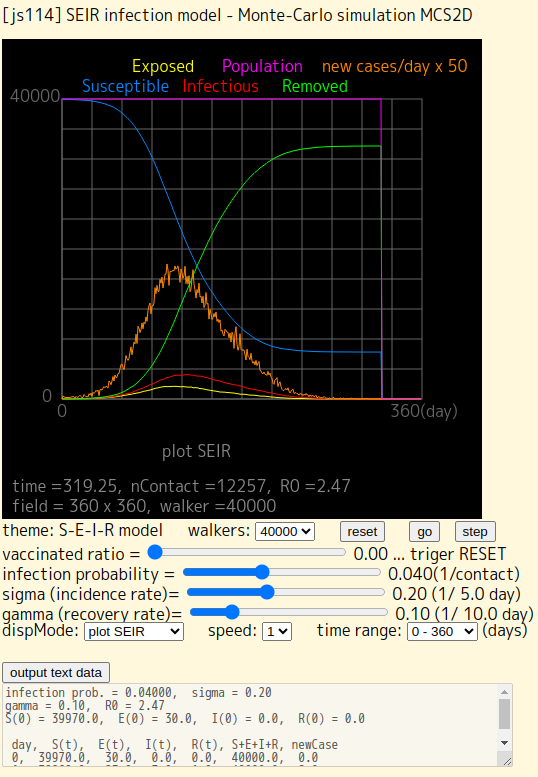 [js114] SEIR infection model - Monte-Carlo simulation MCS2D
Exposed Population new cases/day x 50
Susceptible Infectious Removed
40000
0
0 360(day)
plot SEIR
time =319.25, nContact =12257, R0 =2.47
field = 360 x 360, walker =40000
theme: S-E-I-R model walkers: 40000 reset go step
vaccinated ratio = 0.00 ... triger RESET
infection probability = 0.040(1/contact)
sigma (incidence rate)= 0.20 (1/ 5.0 day)
gamma (recovery rate)= 0.10 (1/ 10.0 day)
dispMode: plot SEIR speed: 1 time range: 0 - 360 (days)
output text data
infection prob. = 0.04000, sigma = 0.20
gamma = 0.10, R0 = 2.47
S(0) = 39970.0, E(0) = 30.0, I(0) = 0.0, R(0) = 0.0
day, S(t), E(t), I(t), R(t), S+E+I+R, newCase
0, 39970.0, 30.0, 0.0, 0.0, 40000.0, 0.0